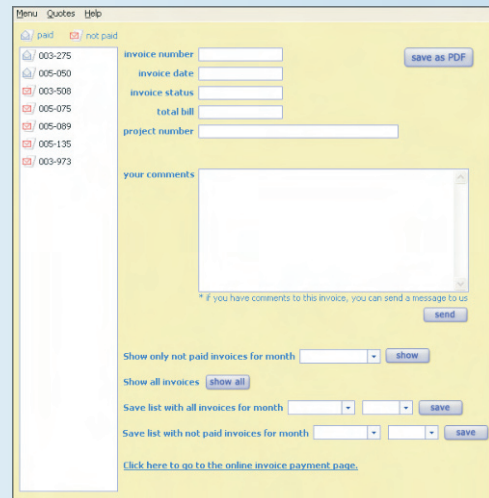 Menu Quotes Help
paid not paid
003-275
005-050
003-508
005-075
005-089
005-135
003-973
invoice number
save as PDF
invoice date
invoice status
total bill
project number
your comments
* if you have comments to this invoice, you can send a message to us
send
Show only not paid invoices for month show
Show all invoices show all
Save list with all invoices for month save
Save list with not paid invoices for month save
Click here to go to the online invoice payment page.